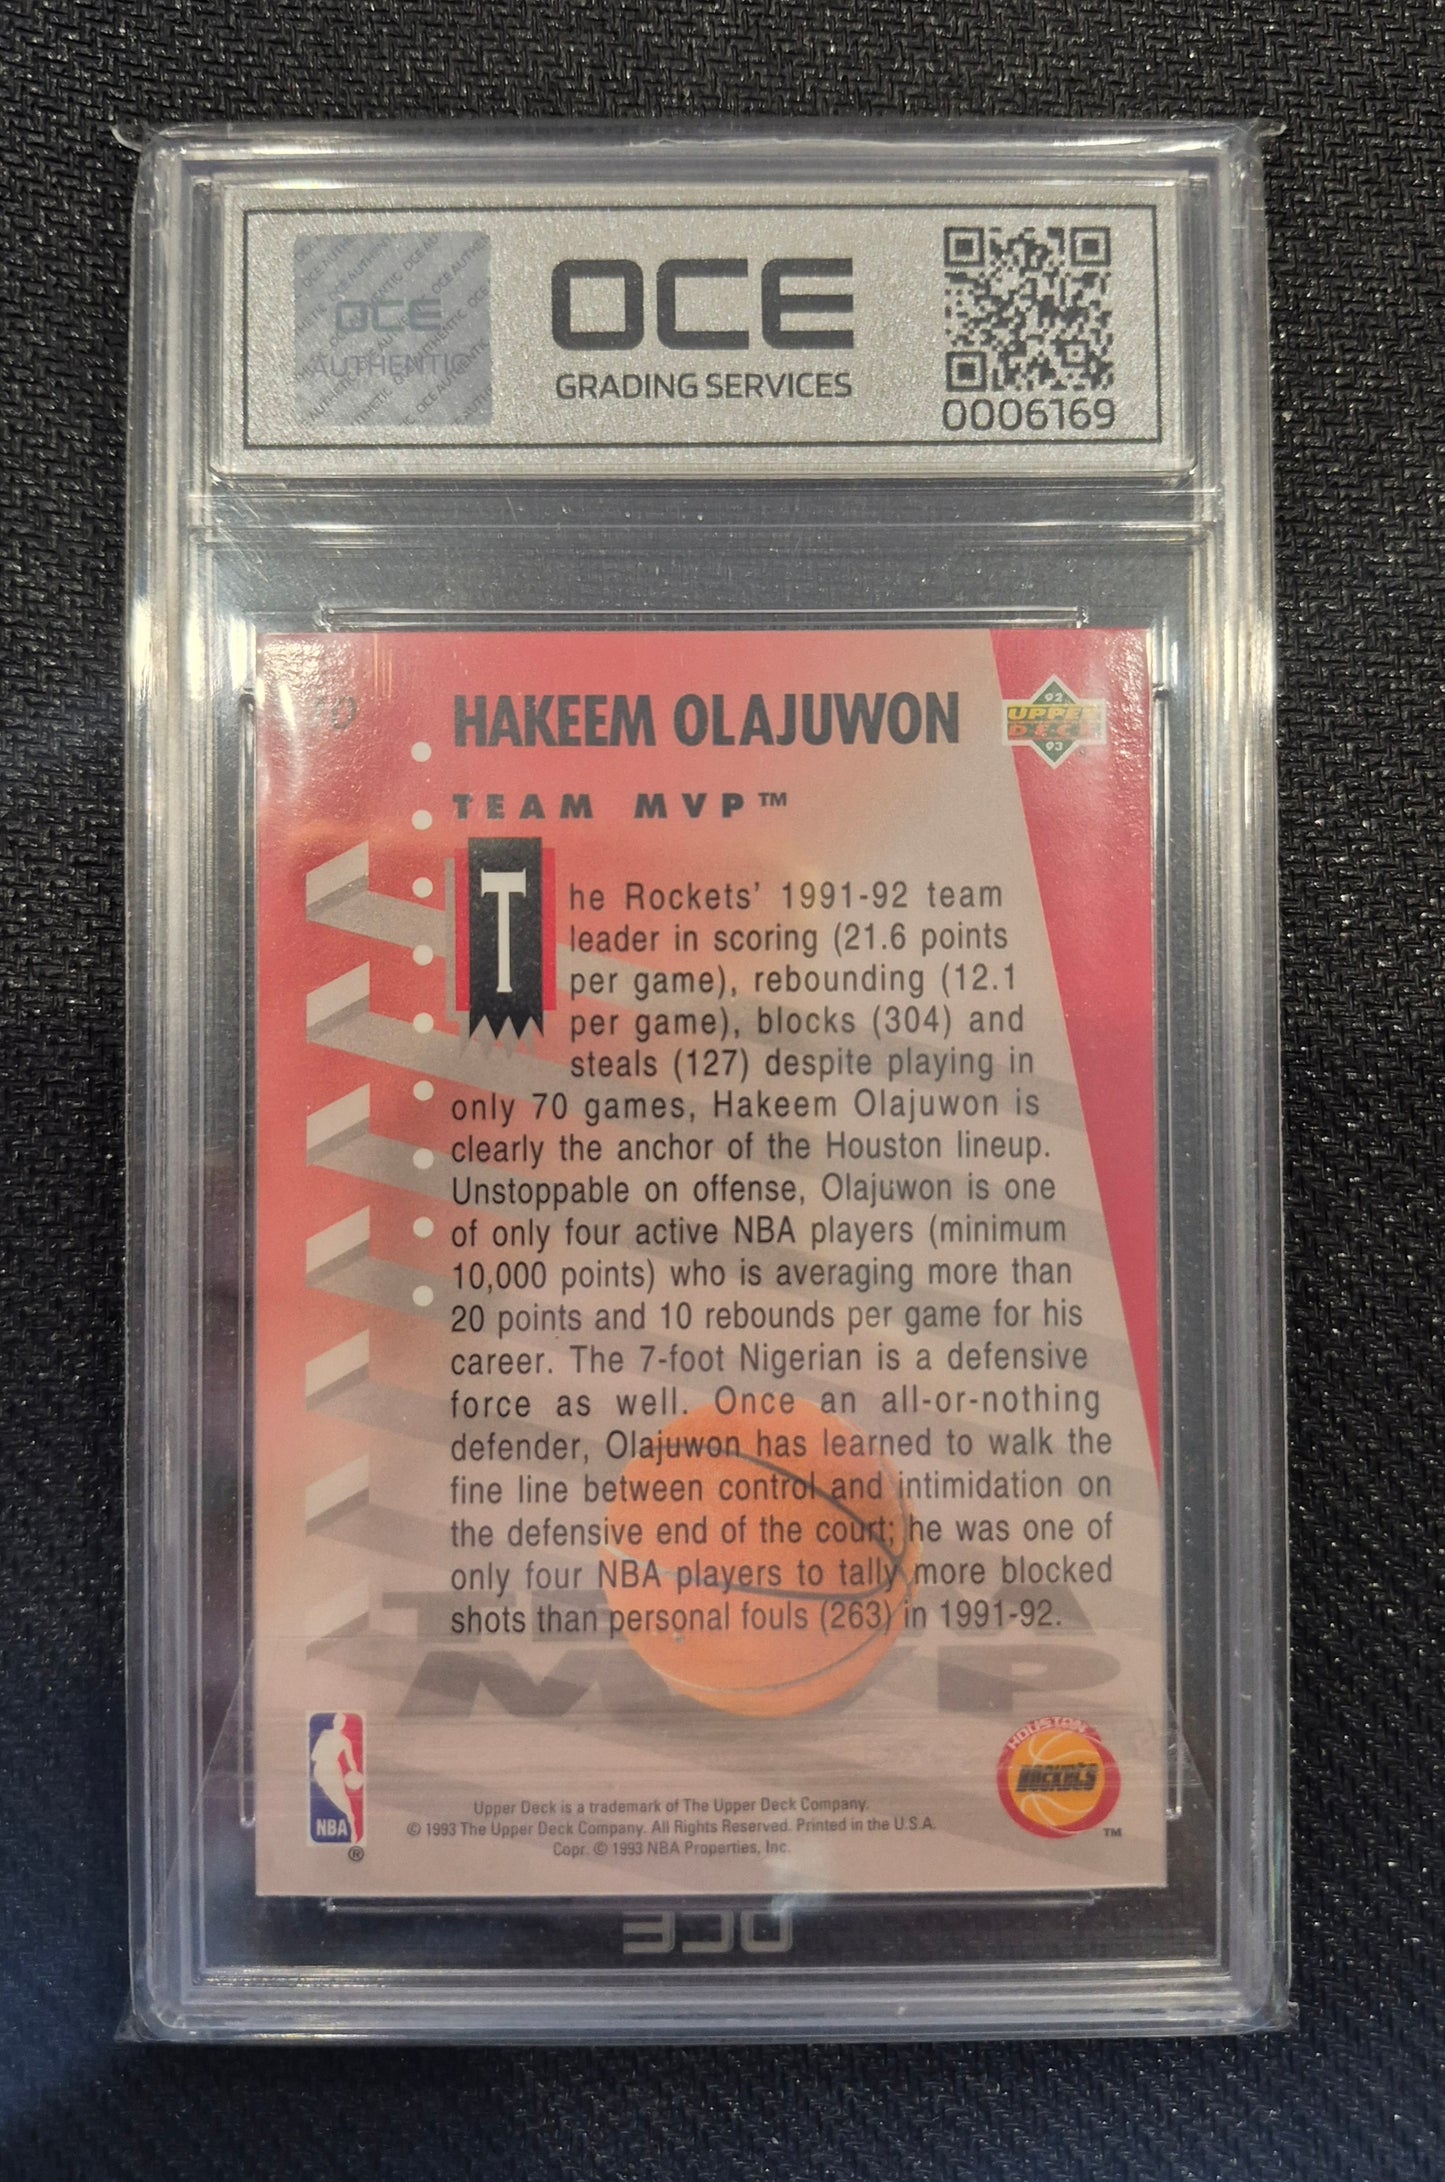 OCE
AUTHENTIC
OCE
GRADING SERVICES
0006169
HAKEEM OLAJUWON
92
UPPER
DECK
93
TEAM MVP™
The Rockets' 1991-92 team
leader in scoring (21.6 points
per game), rebounding (12.1
per game), blocks (304) and
steals (127) despite playing in
only 70 games, Hakeem Olajuwon is
clearly the anchor of the Houston lineup.
Unstoppable on offense, Olajuwon is one
of only four active NBA players (minimum
10,000 points) who is averaging more than
20 points and 10 rebounds per game for his
career. The 7-foot Nigerian is a defensive
force as well. Once an all-or-nothing
defender, Olajuwon has learned to walk the
fine line between control and intimidation on
the defensive end of the court; he was one of
only four NBA players to tally more blocked
shots than personal fouls (263) in 1991-92.
TEAM
MVP
NBA
®
HOUSTON
ROCKETS
™
Upper Deck is a trademark of The Upper Deck Company.
© 1993 The Upper Deck Company. All Rights Reserved. Printed in the U.S.A.
Copr. © 1993 NBA Properties, Inc.
OCE